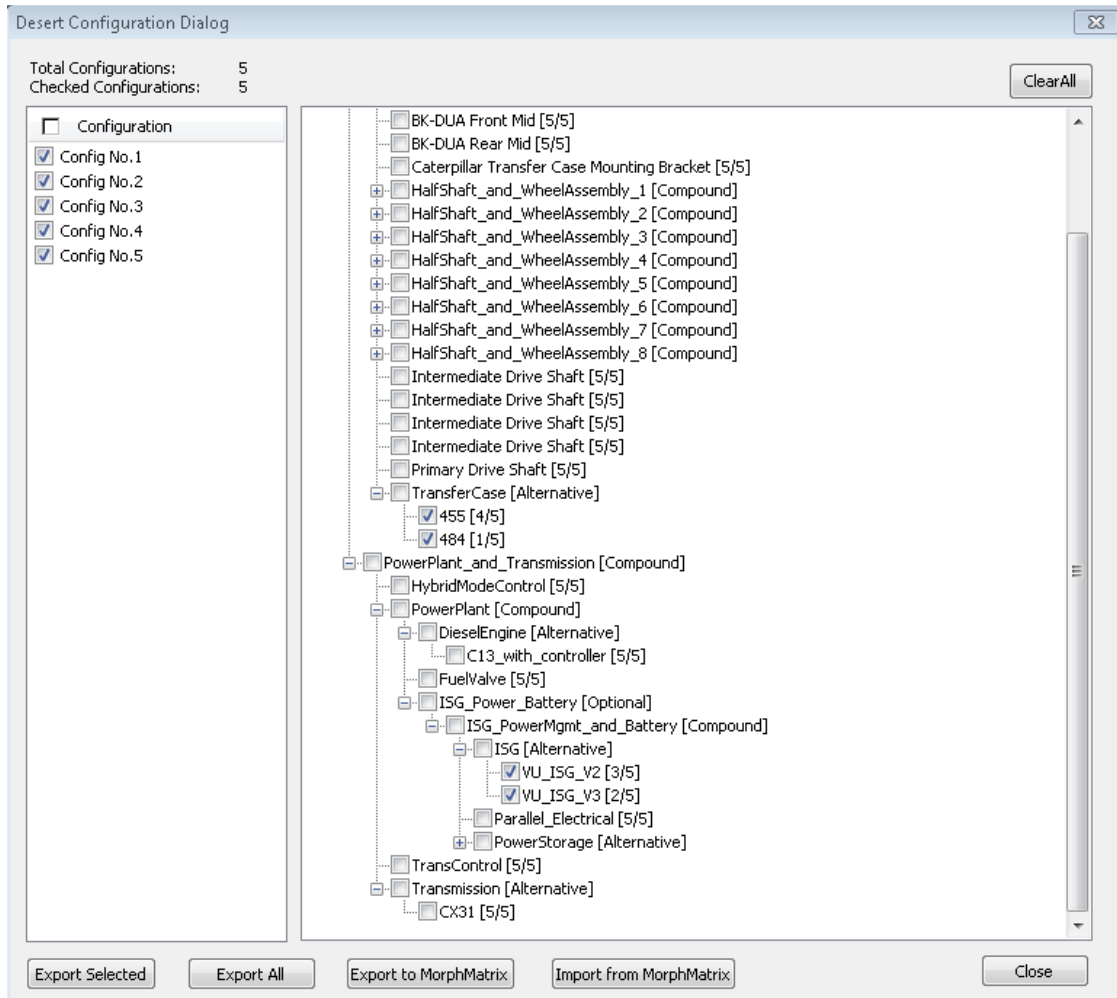 Desert Configuration Dialog
Total Configurations: 5
Checked Configurations: 5
ClearAll
Configuration
Config No.1
Config No.2
Config No.3
Config No.4
Config No.5
BK-DUA Front Mid [5/5]
BK-DUA Rear Mid [5/5]
Caterpillar Transfer Case Mounting Bracket [5/5]
HalfShaft_and_WheelAssembly_1 [Compound]
HalfShaft_and_WheelAssembly_2 [Compound]
HalfShaft_and_WheelAssembly_3 [Compound]
HalfShaft_and_WheelAssembly_4 [Compound]
HalfShaft_and_WheelAssembly_5 [Compound]
HalfShaft_and_WheelAssembly_6 [Compound]
HalfShaft_and_WheelAssembly_7 [Compound]
HalfShaft_and_WheelAssembly_8 [Compound]
Intermediate Drive Shaft [5/5]
Intermediate Drive Shaft [5/5]
Intermediate Drive Shaft [5/5]
Intermediate Drive Shaft [5/5]
Primary Drive Shaft [5/5]
TransferCase [Alternative]
455 [4/5]
484 [1/5]
PowerPlant_and_Transmission [Compound]
HybridModeControl [5/5]
PowerPlant [Compound]
DieselEngine [Alternative]
C13_with_controller [5/5]
FuelValve [5/5]
ISG_Power_Battery [Optional]
ISG_PowerMgmt_and_Battery [Compound]
ISG [Alternative]
VU_ISG_V2 [3/5]
VU_ISG_V3 [2/5]
Parallel_Electrical [5/5]
PowerStorage [Alternative]
TransControl [5/5]
Transmission [Alternative]
CX31 [5/5]
Export Selected
Export All
Export to MorphMatrix
Import from MorphMatrix
Close